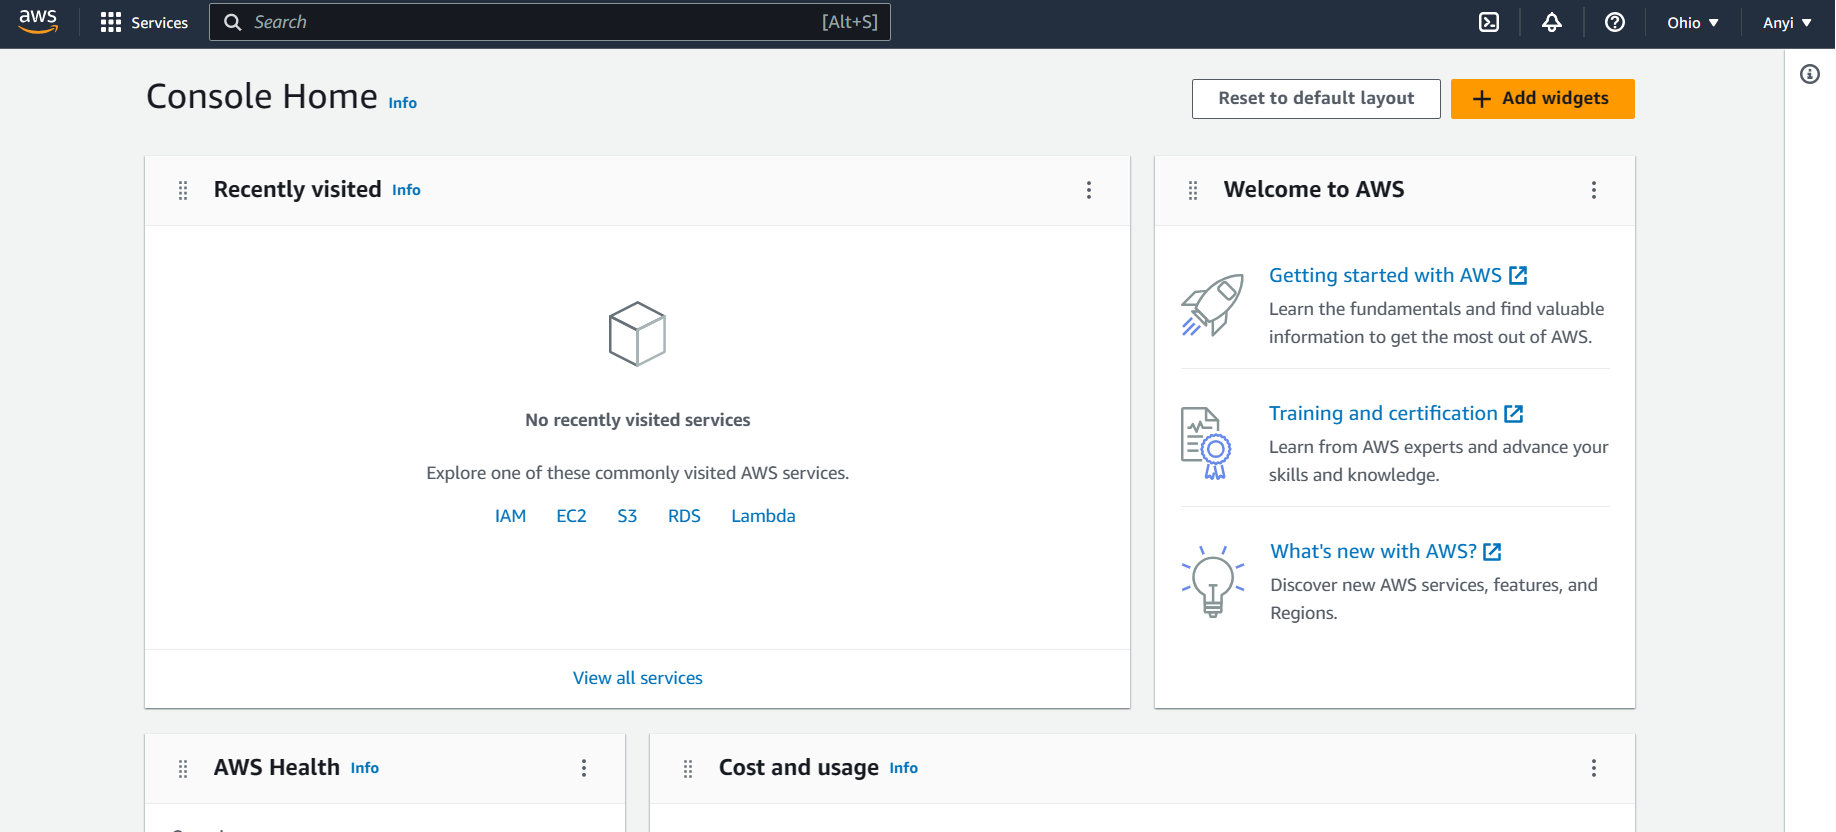 aws
Services
Search
[Alt+S]
Ohio
Anyi
Console Home Info
Reset to default layout
Add widgets
Recently visited Info
No recently visited services
Explore one of these commonly visited AWS services.
IAM EC2 S3 RDS Lambda
View all services
Welcome to AWS
Getting started with AWS
Learn the fundamentals and find valuable
information to get the most out of AWS.
Training and certification
Learn from AWS experts and advance your
skills and knowledge.
What's new with AWS?
Discover new AWS services, features, and
Regions.
AWS Health Info
Cost and usage Info